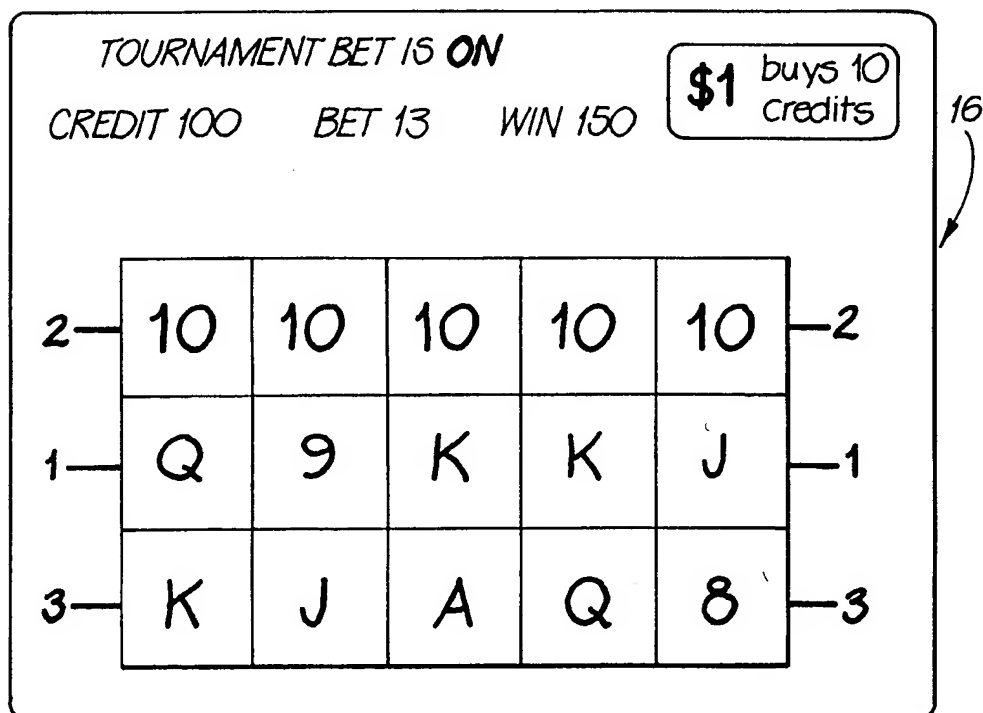 TOURNAMENT BET IS ON
$1 buys 10
credits
CREDIT 100 BET 13 WIN 150
16
2 10 10 10 10 10 2
1 Q 9 K K J 1
3 K J A Q 8 3